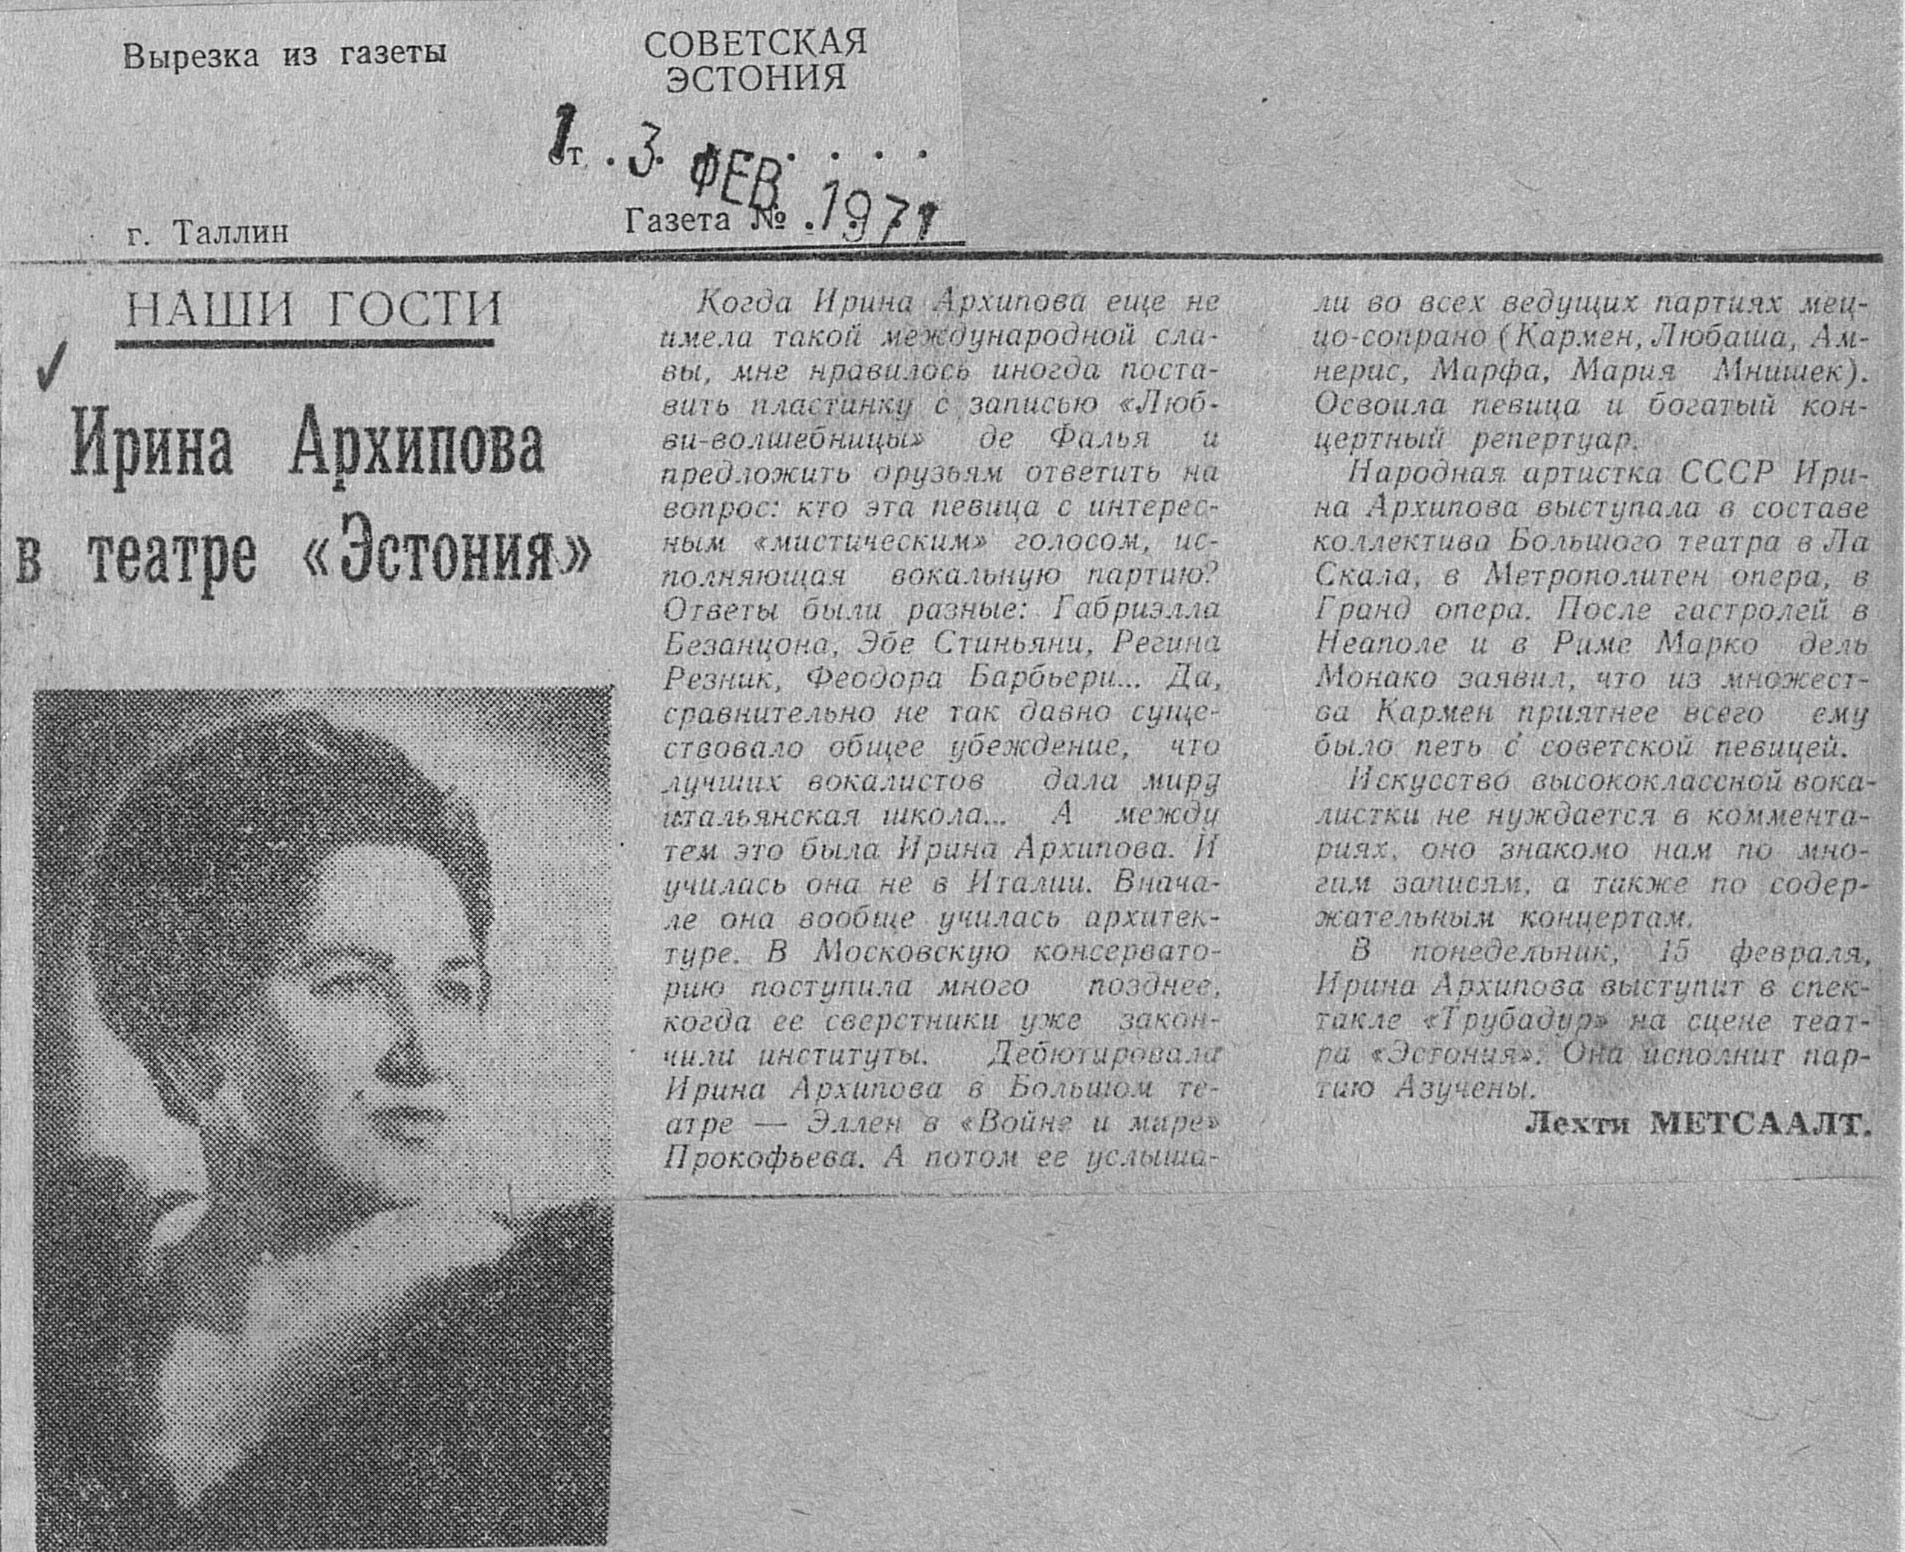 Вырезка из газеты
СОВЕТСКАЯ
ЭСТОНИЯ
от 13 ФЕВ 1971
г. Таллин
Газета №
НАШИ ГОСТИ
Ирина Архипова
в театре «Эстония»
Когда Ирина Архипова еще не
имела такой международной сла-
вы, мне нравилось иногда поста-
вить пластинку с записью «Люб-
ви-волшебницы» де Фалья и
предложить друзьям ответить на
вопрос: кто эта певица с интерес-
ным «мистическим» голосом, ис-
полняющая вокальную партию?
Ответы были разные: Габриэлла
Безанцона, Эбе Стиньяни, Регина
Резник, Феодора Барбьери... Да,
сравнительно не так давно суще-
ствовало общее убеждение, что
лучших вокалистов дала миру
итальянская школа... А между
тем это была Ирина Архипова. И
училась она не в Италии. Внача-
ле она вообще училась архитек-
туре. В Московскую консервато-
рию поступила много позднее,
когда ее сверстники уже закон-
чили институты. Дебютировала
Ирина Архипова в Большом те-
атре — Эллен в «Войне и мире»
Прокофьева. А потом ее услыша-
ли во всех ведущих партиях мец-
цо-сопрано (Кармен, Любаша, Ам-
нерис, Марфа, Мария Мнишек).
Освоила певица и богатый кон-
цертный репертуар.
Народная артистка СССР Ири-
на Архипова выступала в составе
коллектива Большого театра в Ла
Скала, в Метрополитен опера, в
Гранд опера. После гастролей в
Неаполе и в Риме Марко дель
Монако заявил, что из множест-
ва Кармен приятнее всего ему
было петь с советской певицей.
Искусство высококлассной вока-
листки не нуждается в коммента-
риях, оно знакомо нам по мно-
гим записям, а также по содер-
жательным концертам.
В понедельник, 15 февраля,
Ирина Архипова выступит в спек-
такле «Трубадур» на сцене теат-
ра «Эстония». Она исполнит пар-
тию Азучены.
Лехти МЕТСААЛТ.